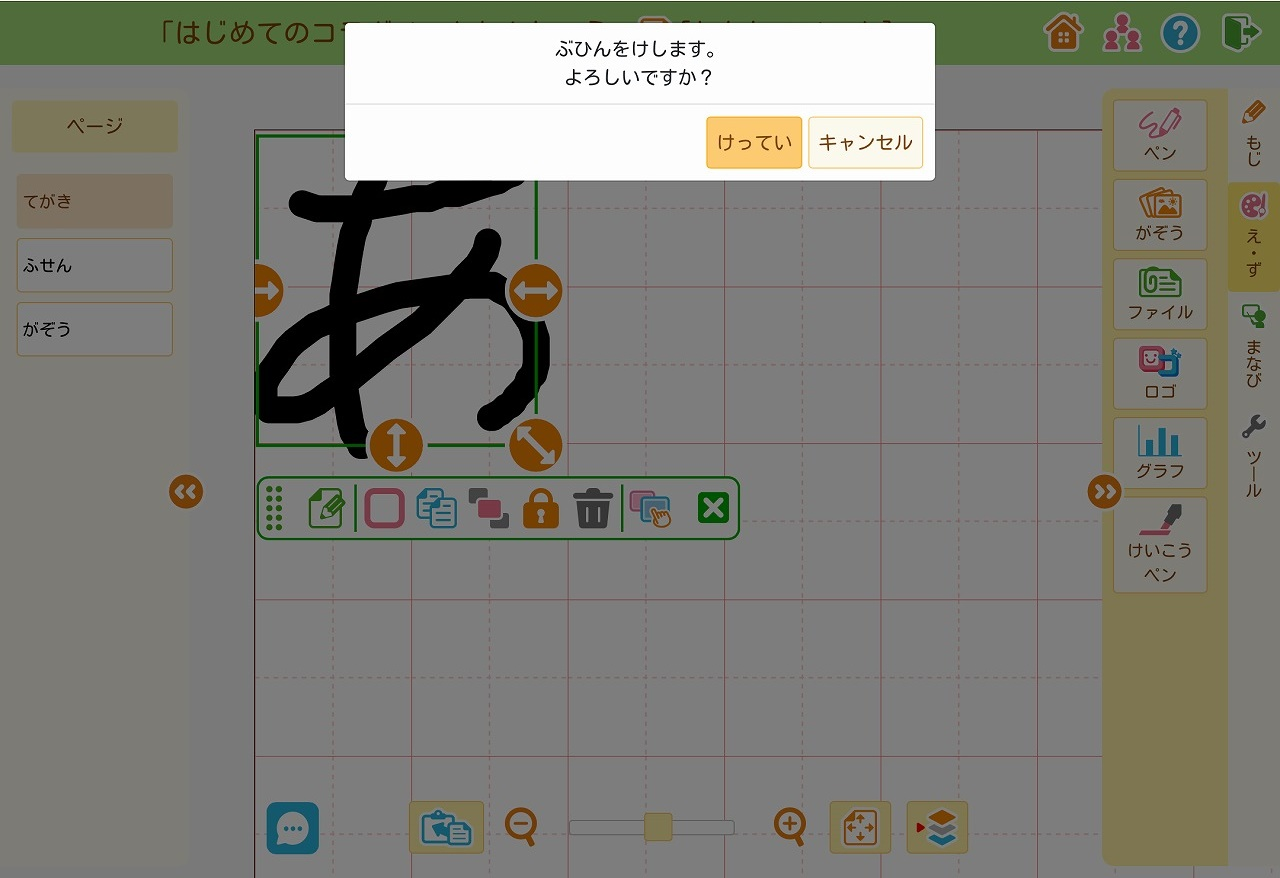 「はじめてのコ
ぶひんをけします。
よろしいですか？
けってい
キャンセル
ページ
てがき
ふせん
がぞう
あ
ペン
がぞう
ファイル
ロゴ
グラフ
けいこう
ペン
もじ
え・ず
まなび
ツール